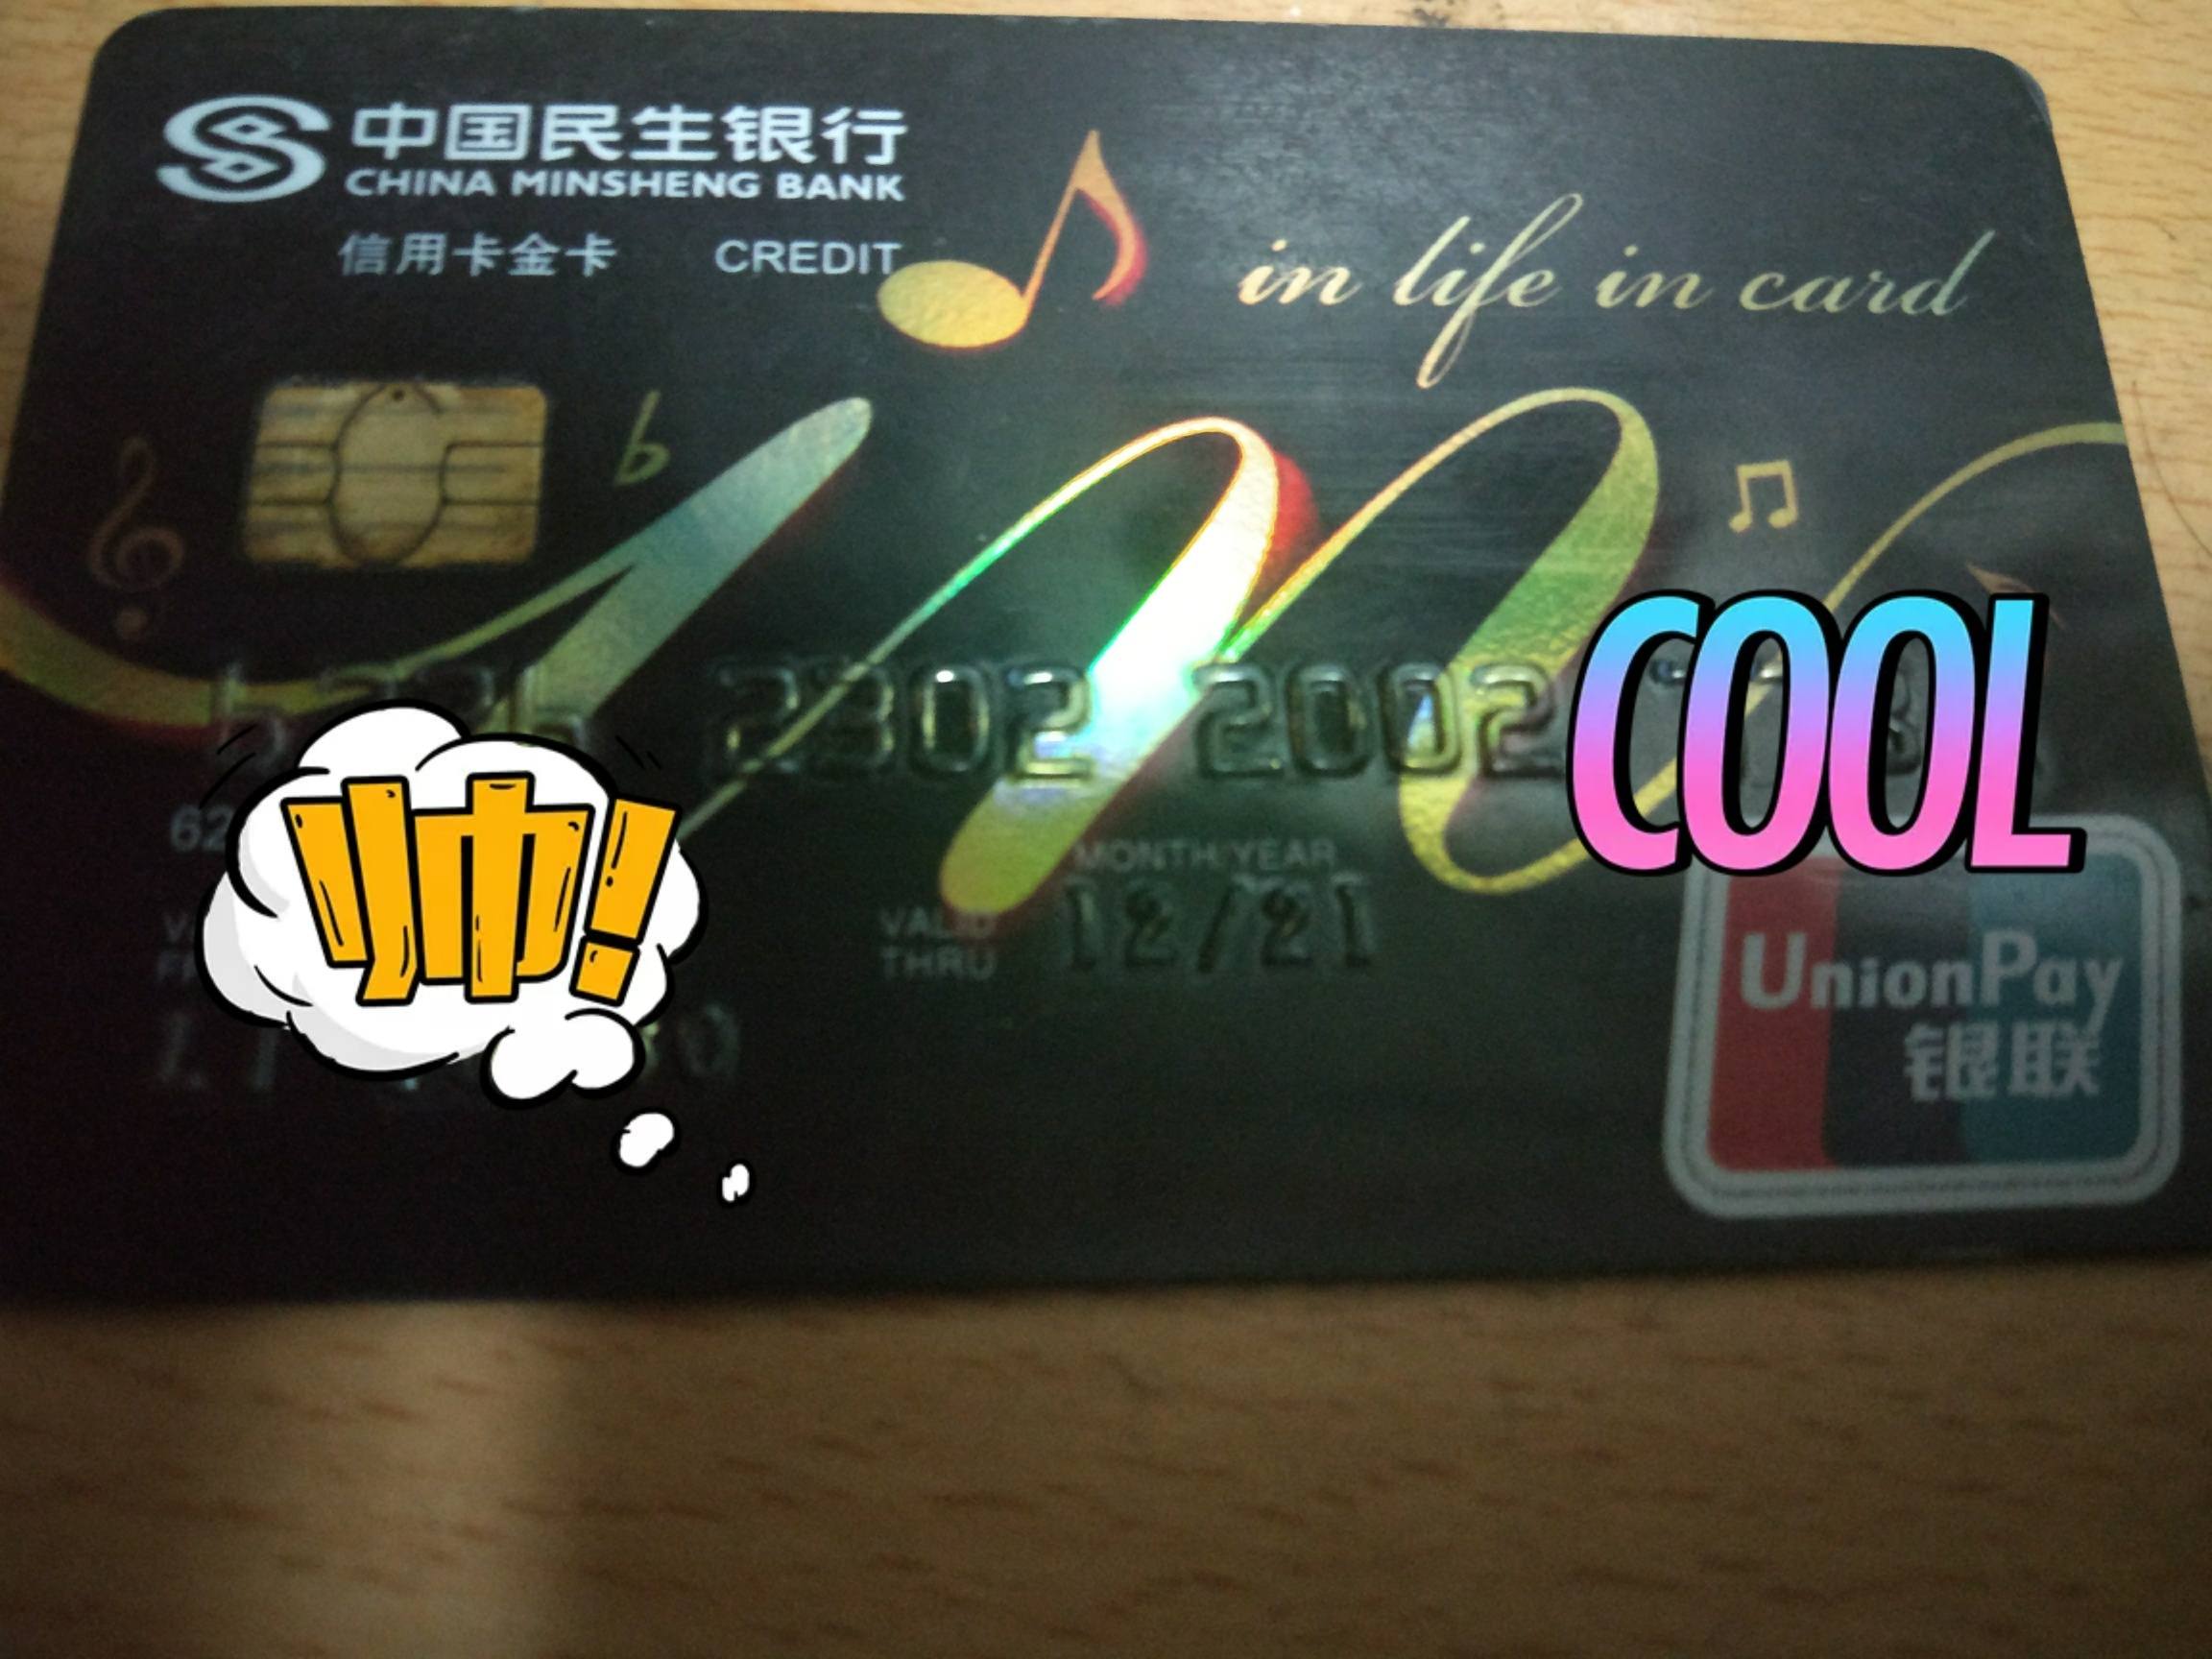 中国民生银行
CHINA MINSHENG BANK
信用卡金卡 CREDIT
in life in card
2302 2002
COOL
帅!
MONTH/YEAR
VALID THRU 12/21
UnionPay
银联